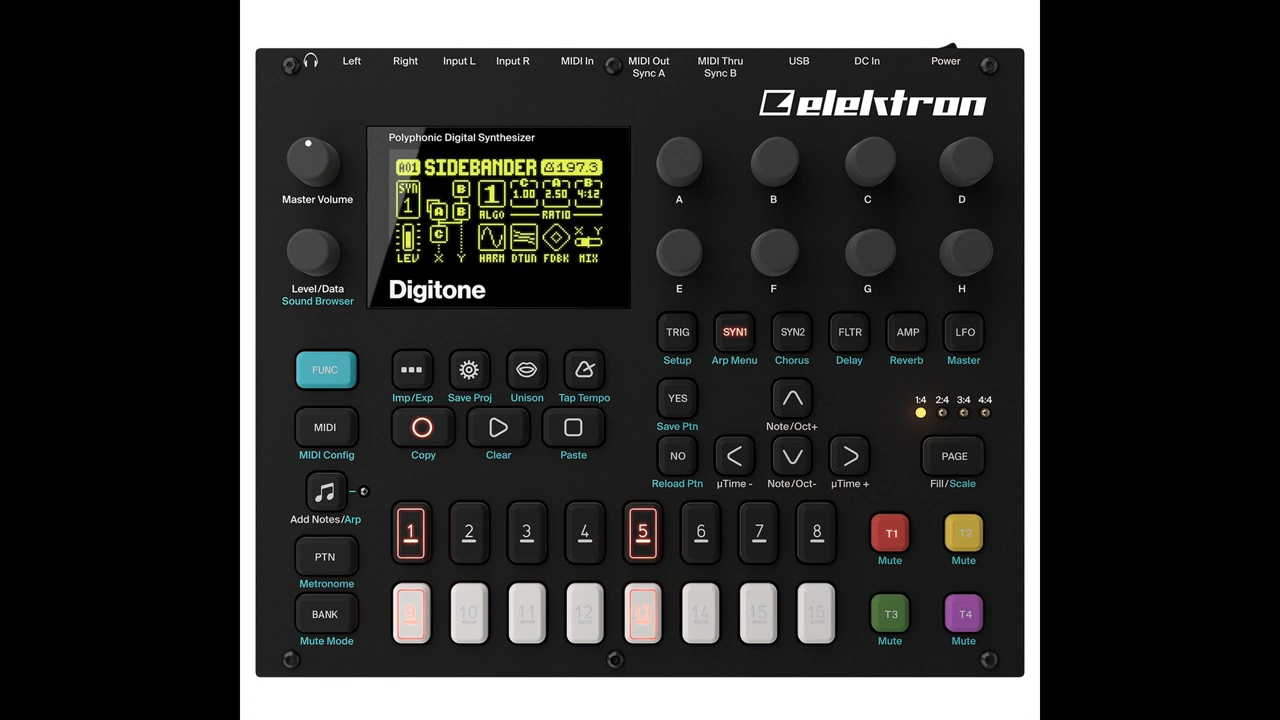 Left Right Input L Input R MIDI In MIDI Out MIDI Thru USB DC In Power
Sync A Sync B
elektron
Polyphonic Digital Synthesizer
A01 SIDEBANDER 197.3
SYN B C A B
1 1 1.00 2.50 4:12
A B
ALGO RATIO
C
X Y
LEV X Y HARM DTUN FDBK MIX
Digitone
Master Volume
A B C D
Level/Data
Sound Browser
E F G H
TRIG SYN1 SYN2 FLTR AMP LFO
Setup Arp Menu Chorus Delay Reverb Master
FUNC
Imp/Exp Save Proj Unison Tap Tempo
YES
Save Ptn Note/Oct+
1:4 2:4 3:4 4:4
MIDI
MIDI Config Copy Clear Paste
NO PAGE
Reload Ptn µTime - Note/Oct- µTime + Fill/Scale
Add Notes/Arp
1 2 3 4 5 6 7 8
T1 T2
Mute Mute
PTN
Metronome
BANK
Mute Mode
9 10 11 12 13 14 15 16
T3 T4
Mute Mute